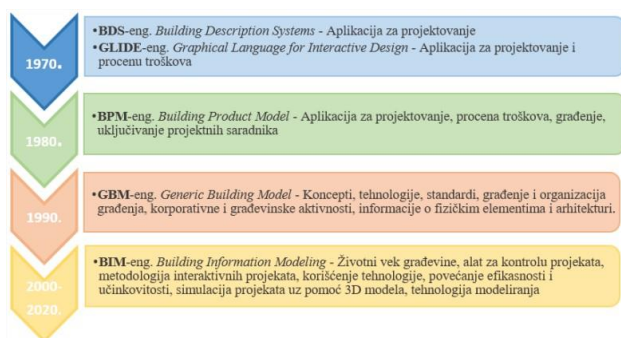 1970.
•BDS-eng. Building Description Systems - Aplikacija za projektovanje
•GLIDE-eng. Graphical Language for Interactive Design - Aplikacija za projektovanje i
procenu troškova
1980.
•BPM-eng. Building Product Model - Aplikacija za projektovanje, procena troškova, građenje,
uključivanje projektnih saradnika
1990.
•GBM-eng. Generic Building Model - Koncepti, tehnologije, standardi, građenje i organizacija
građenja, korporativne i građevinske aktivnosti, informacije o fizičkim elementima i arhitekturi.
2000-
2020.
•BIM-eng. Building Information Modeling - Životni vek građevine, alat za kontrolu projekata,
metodologija interaktivnih projekata, korišćenje tehnologije, povećanje efikasnosti i
učinkovitosti, simulacija projekata uz pomoć 3D modela, tehnologija modeliranja